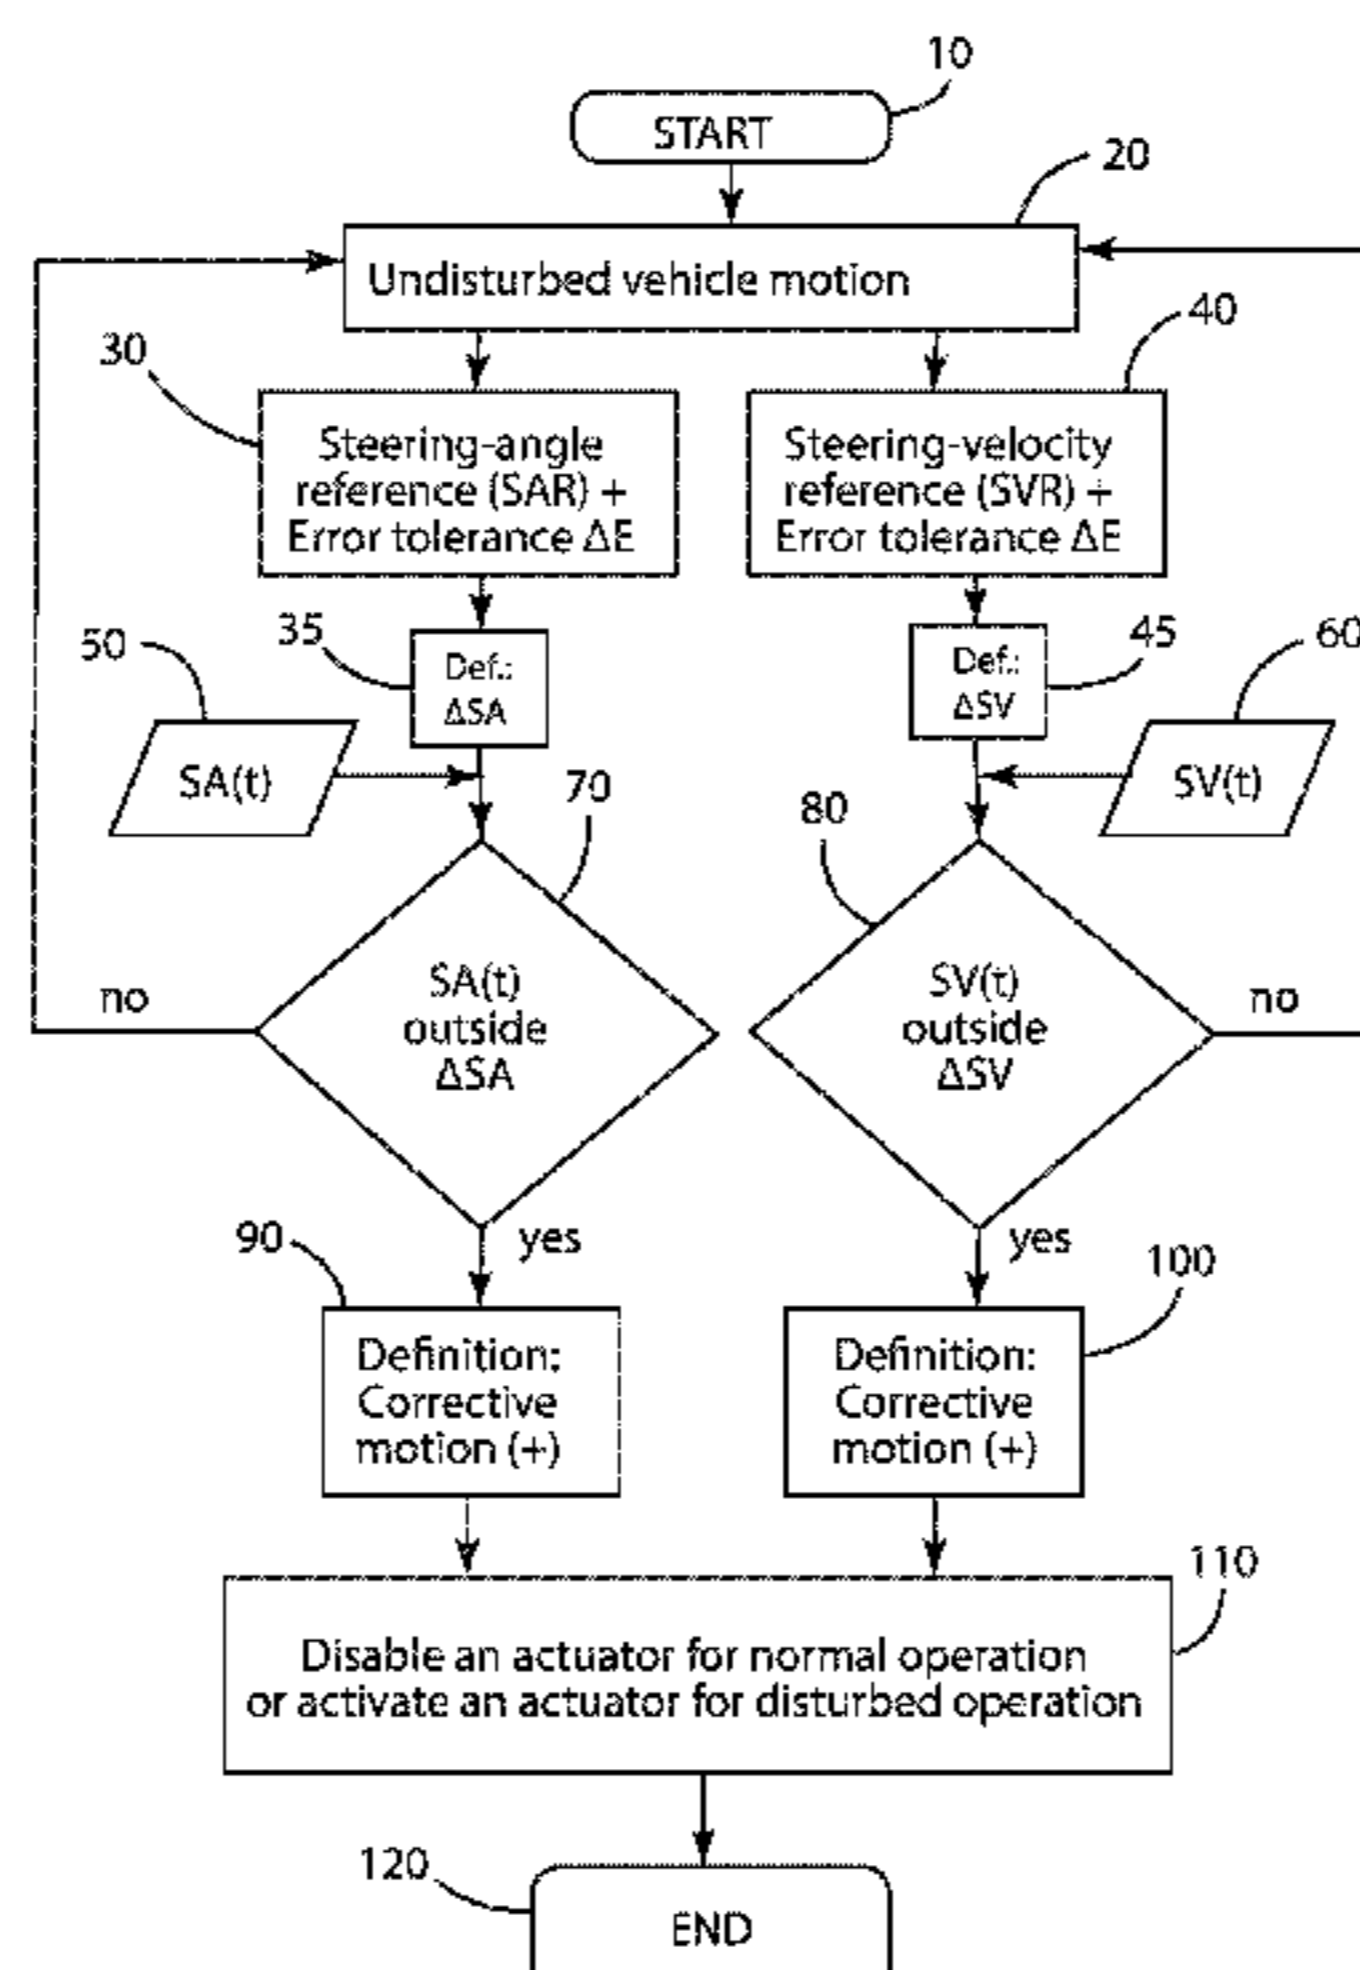 10
START
20
Undisturbed vehicle motion
30
40
Steering-angle
reference (SAR) +
Error tolerance ΔE
Steering-velocity
reference (SVR) +
Error tolerance ΔE
35
45
50
60
Def.:
ΔSA
Def.:
ΔSV
SA(t)
SV(t)
70
80
SA(t)
outside
ΔSA
SV(t)
outside
ΔSV
no
no
yes
yes
90
100
Definition:
Corrective
motion (+)
Definition:
Corrective
motion (+)
110
Disable an actuator for normal operation
or activate an actuator for disturbed operation
120
END